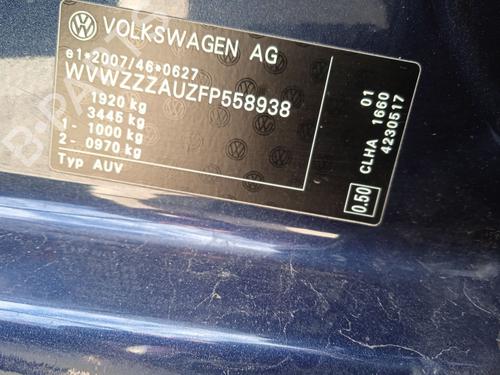 VOLKSWAGEN AG
e1*2007/46*0627
WVWZZZAUZFP558938
1920 kg
3445 kg
1- 1000 kg
2- 0970 kg
Typ AUV
0.50
CLHA 1660
01
4230517